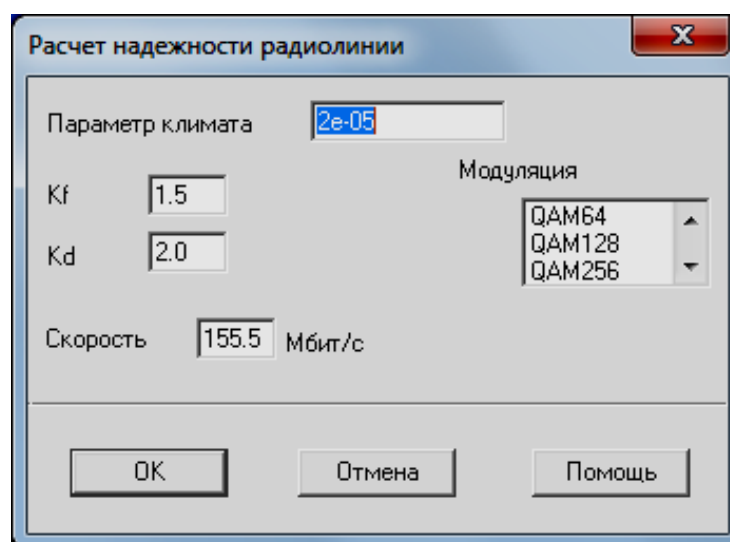 Расчет надежности радиолинии
Параметр климата 2e-05
Модуляция
Kf 1.5
QAM64
QAM128
QAM256
Kd 2.0
Скорость 155.5 Мбит/с
OK Отмена Помощь